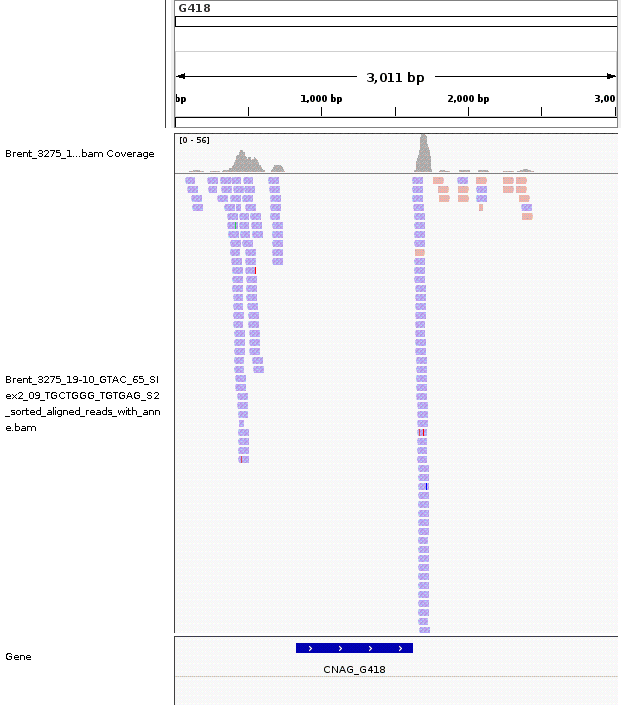 G418
3,011 bp
bp 1,000 bp 2,000 bp 3,00
[0 - 56]
Brent_3275_1...bam Coverage
Brent_3275_19-10_GTAC_65_SI
ex2_09_TGCTGGG_TGTGAG_S2
_sorted_aligned_reads_with_ann
e.bam
Gene
CNAG_G418